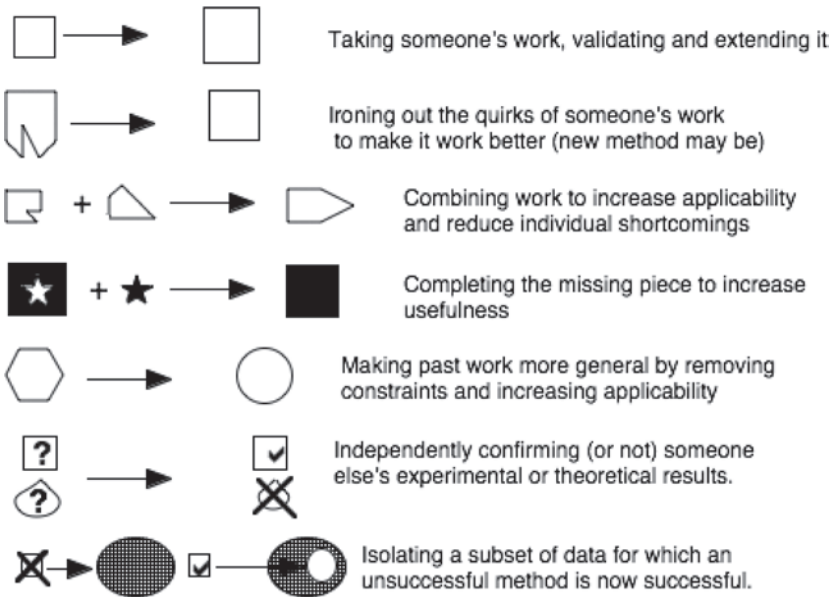 Taking someone's work, validating and extending it
Ironing out the quirks of someone's work
to make it work better (new method may be)
+
Combining work to increase applicability
and reduce individual shortcomings
+
Completing the missing piece to increase
usefulness
Making past work more general by removing
constraints and increasing applicability
?
?
Independently confirming (or not) someone
else's experimental or theoretical results.
Isolating a subset of data for which an
unsuccessful method is now successful.